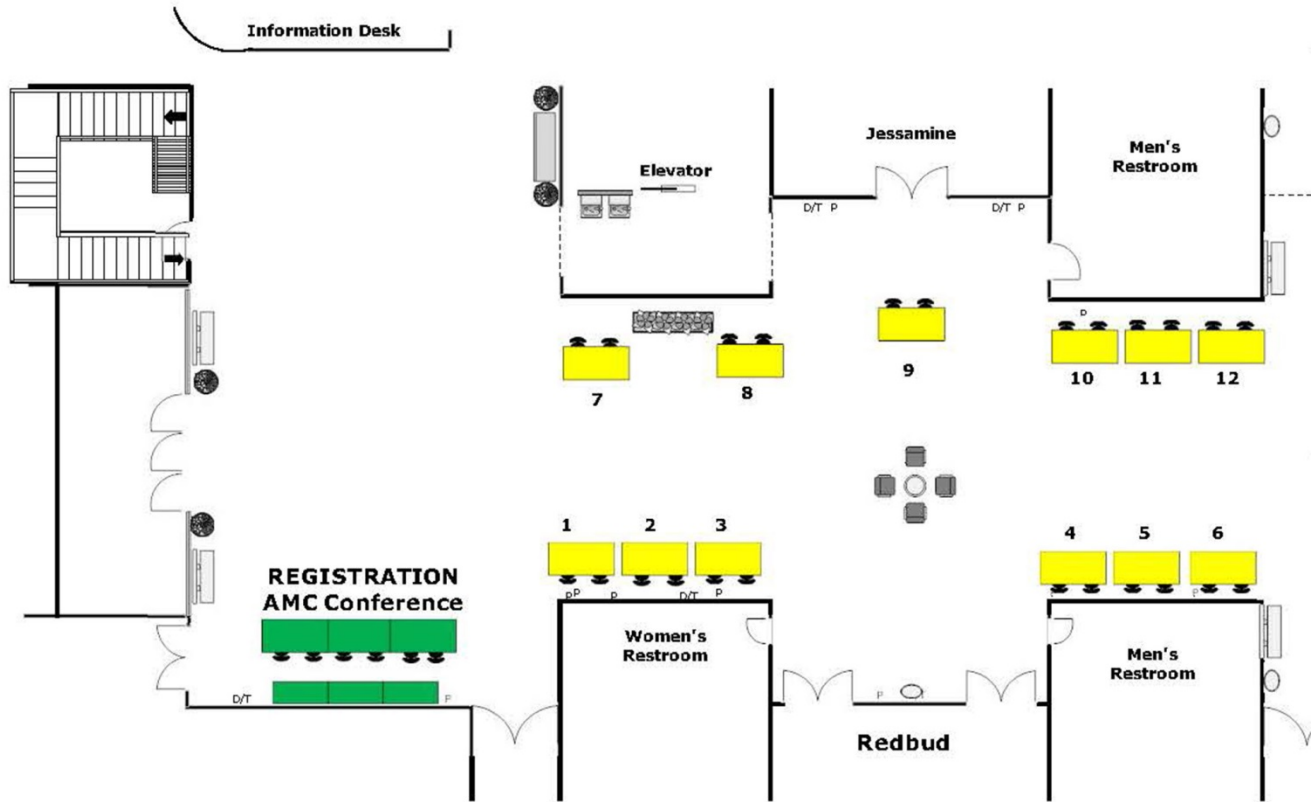 Information Desk
Jessamine
Men's
Restroom
Elevator
D/T P
D/T P
P
7
8
9
10
11
12
1
2
3
4
5
6
REGISTRATION
AMC Conference
P
P
P
D/T
P
P
P
Women's
Restroom
Men's
Restroom
D/T
P
P
Redbud